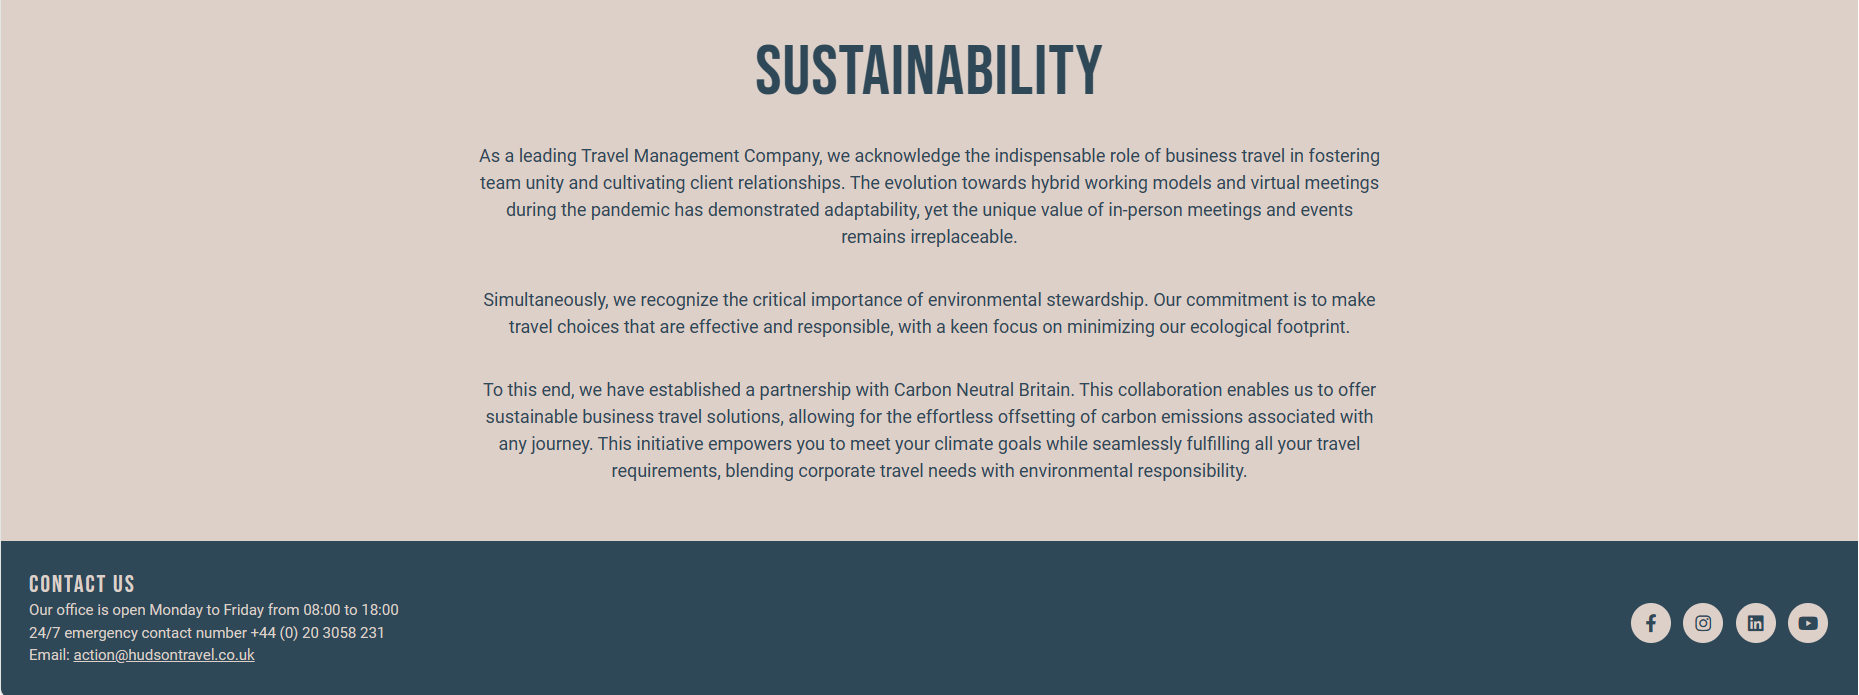 SUSTAINABILITY
As a leading Travel Management Company, we acknowledge the indispensable role of business travel in fostering
team unity and cultivating client relationships. The evolution towards hybrid working models and virtual meetings
during the pandemic has demonstrated adaptability, yet the unique value of in-person meetings and events
remains irreplaceable.
Simultaneously, we recognize the critical importance of environmental stewardship. Our commitment is to make
travel choices that are effective and responsible, with a keen focus on minimizing our ecological footprint.
To this end, we have established a partnership with Carbon Neutral Britain. This collaboration enables us to offer
sustainable business travel solutions, allowing for the effortless offsetting of carbon emissions associated with
any journey. This initiative empowers you to meet your climate goals while seamlessly fulfilling all your travel
requirements, blending corporate travel needs with environmental responsibility.
CONTACT US
Our office is open Monday to Friday from 08:00 to 18:00
24/7 emergency contact number +44 (0) 20 3058 231
Email: action@hudsontravel.co.uk